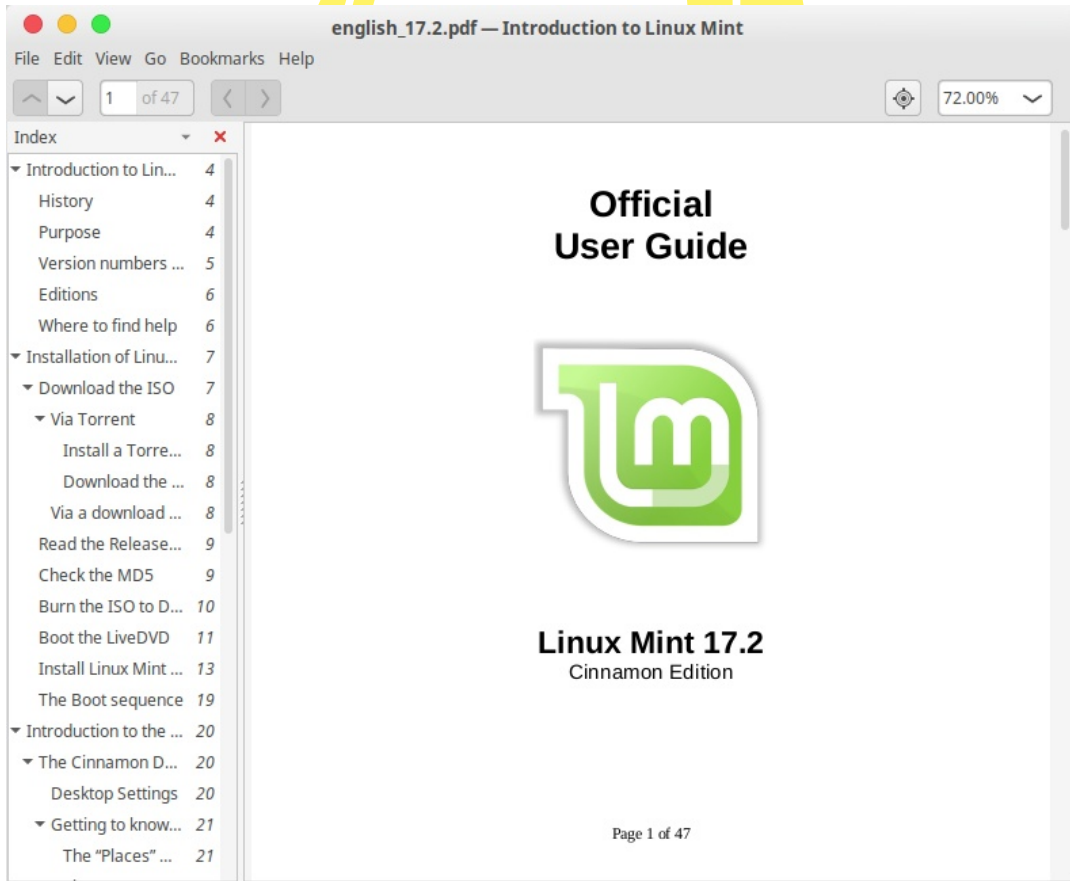 english_17.2.pdf — Introduction to Linux Mint
File Edit View Go Bookmarks Help
1 of 47 72.00%
Index
Introduction to Lin... 4
History 4
Purpose 4
Version numbers ... 5
Editions 6
Where to find help 6
Installation of Linu... 7
Download the ISO 7
Via Torrent 8
Install a Torre... 8
Download the ... 8
Via a download ... 8
Read the Release... 9
Check the MD5 9
Burn the ISO to D... 10
Boot the LiveDVD 11
Install Linux Mint ... 13
The Boot sequence 19
Introduction to the ... 20
The Cinnamon D... 20
Desktop Settings 20
Getting to know... 21
The “Places” ... 21
Official
User Guide
lm
Linux Mint 17.2
Cinnamon Edition
Page 1 of 47